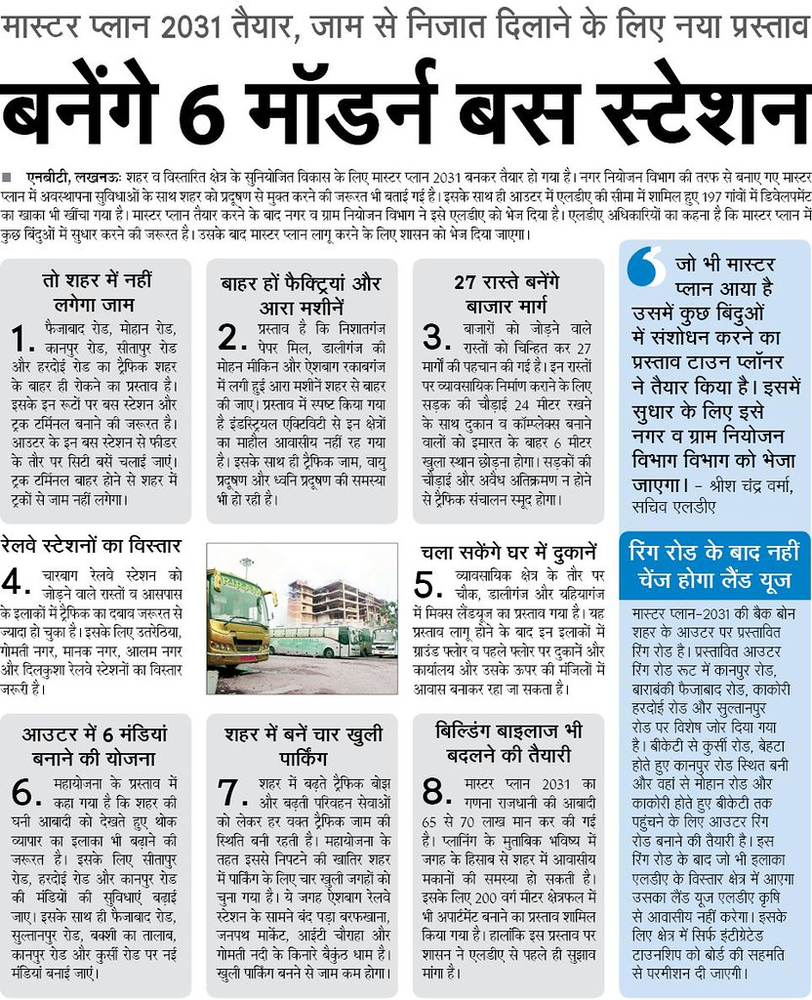 मास्टर प्लान 2031 तैयार, जाम से निजात दिलाने के लिए नया प्रस्ताव
बनेंगे 6 मॉडर्न बस स्टेशन
■ एनबीटी, लखनऊ: शहर व विस्तारित क्षेत्र के सुनियोजित विकास के लिए मास्टर प्लान 2031 बनकर तैयार हो गया है। नगर नियोजन विभाग की तरफ से बनाए गए मास्टर
प्लान में अवस्थापना सुविधाओं के साथ शहर को प्रदूषण से मुक्त करने की जरूरत भी बताई गई है। इसके साथ ही आउटर में एलडीए की सीमा में शामिल हुए 197 गांवों में डिवेलपमेंट
का खाका भी खींचा गया है। मास्टर प्लान तैयार करने के बाद नगर व ग्राम नियोजन विभाग ने इसे एलडीए को भेज दिया है। एलडीए अधिकारियों का कहना है कि मास्टर प्लान में
कुछ बिंदुओं में सुधार करने की जरूरत है। उसके बाद मास्टर प्लान लागू करने के लिए शासन को भेज दिया जाएगा।
तो शहर में नहीं
लगेगा जाम
1. फैजाबाद रोड, मोहान रोड,
कानपुर रोड, सीतापुर रोड
और हरदोई रोड का ट्रैफिक शहर
के बाहर ही रोकने का प्रस्ताव है।
इसके इन रूटों पर बस स्टेशन और
ट्रक टर्मिनल बनाने की जरूरत है।
आउटर के इन बस स्टेशन से फीडर
के तौर पर सिटी बसें चलाई जाएं।
ट्रक टर्मिनल बाहर होने से शहर में
ट्रकों से जाम नहीं लगेगा।
बाहर हों फैक्ट्रियां और
आरा मशीनें
2. प्रस्ताव है कि निशातगंज
पेपर मिल, डालीगंज की
मोहन मीकिन और ऐशबाग रकाबगंज
में लगी हुई आरा मशीनें शहर से बाहर
की जाए। प्रस्ताव में स्पष्ट किया गया
है इंडस्ट्रियल एक्टिविटी से इन क्षेत्रों
का माहौल आवासीय नहीं रह गया
है। इसके साथ ही ट्रैफिक जाम, वायु
प्रदूषण और ध्वनि प्रदूषण की समस्या
भी हो रही है।
27 रास्ते बनेंगे
बाजार मार्ग
3. बाजारों को जोड़ने वाले
रास्तों को चिन्हित कर 27
मार्गों की पहचान की गई है। इन रास्तों
पर व्यावसायिक निर्माण कराने के लिए
सड़क की चौड़ाई 24 मीटर रखने
के साथ दुकान व कॉम्प्लेक्स बनाने
वालों को इमारत के बाहर 6 मीटर
खुला स्थान छोड़ना होगा। सड़कों की
चौड़ाई और अवैध अतिक्रमण न होने
से ट्रैफिक संचालन स्मूद होगा।
जो भी मास्टर
प्लान आया है
उसमें कुछ बिंदुओं
में संशोधन करने का
प्रस्ताव टाउन प्लॉनर
ने तैयार किया है। इसमें
सुधार के लिए इसे
नगर व ग्राम नियोजन
विभाग विभाग को भेजा
जाएगा। - श्रीश चंद्र वर्मा,
सचिव एलडीए
रेलवे स्टेशनों का विस्तार
4. चारबाग रेलवे स्टेशन को
जोड़ने वाले रास्तों व आसपास
के इलाकों में ट्रैफिक का दबाव जरूरत से
ज्यादा हो चुका है। इसके लिए उतरेठिया,
गोमती नगर, मानक नगर, आलम नगर
और दिलकुशा रेलवे स्टेशनों का विस्तार
जरूरी है।
चला सकेंगे घर में दुकानें
5. व्यावसायिक क्षेत्र के तौर पर
चौक, डालीगंज और यहियागंज
में मिक्स लैंडयूज का प्रस्ताव गया है। यह
प्रस्ताव लागू होने के बाद इन इलाकों में
ग्राउंड फ्लोर व पहले फ्लोर पर दुकानें और
कार्यालय और उसके ऊपर की मंजिलों में
आवास बनाकर रहा जा सकता है।
रिंग रोड के बाद नहीं
चेंज होगा लैंड यूज
मास्टर प्लान-2031 की बैक बोन
शहर के आउटर पर प्रस्तावित
रिंग रोड है। प्रस्तावित आउटर
रिंग रोड रूट में कानपुर रोड,
बाराबंकी फैजाबाद रोड, काकोरी
हरदोई रोड और सुल्तानपुर
रोड पर विशेष जोर दिया गया
है। बीकेटी से कुर्सी रोड, बेहटा
होते हुए कानपुर रोड स्थित बनी
और वहां से मोहान रोड और
काकोरी होते हुए बीकेटी तक
पहुंचने के लिए आउटर रिंग
रोड बनाने की तैयारी है। इस
रिंग रोड के बाद जो भी इलाका
एलडीए के विस्तार क्षेत्र में आएगा
उसका लैंड यूज एलडीए कृषि
से आवासीय नहीं करेगा। इसके
लिए क्षेत्र में सिर्फ इंटीग्रेटेड
टाउनशिप को बोर्ड की सहमति
से परमीशन दी जाएगी।
आउटर में 6 मंडियां
बनाने की योजना
6. महायोजना के प्रस्ताव में
कहा गया है कि शहर की
घनी आबादी को देखते हुए थोक
व्यापार का इलाका भी बढ़ाने की
जरूरत है। इसके लिए सीतापुर
रोड, हरदोई रोड और कानपुर रोड
की मंडियों की सुविधाएं बढ़ाई
जाए। इसके साथ ही फैजाबाद रोड,
सुल्तानपुर रोड, बक्शी का तालाब,
कानपुर रोड और कुर्सी रोड पर नई
मंडियां बनाई जाएं।
शहर में बनें चार खुली
पार्किंग
7. शहर में बढ़ते ट्रैफिक बोझ
और बढ़ती परिवहन सेवाओं
को लेकर हर वक्त ट्रैफिक जाम की
स्थिति बनी रहती है। महायोजना के
तहत इससे निपटने की खातिर शहर
में पार्किंग के लिए चार खुली जगहों को
चुना गया है। ये जगह ऐशबाग रेलवे
स्टेशन के सामने बंद पड़ा बरफखाना,
जनपथ मार्केट, आईटी चौराहा और
गोमती नदी के किनारे बैकुंठ धाम है।
खुली पार्किंग बनने से जाम कम होगा।
बिल्डिंग बाइलाज भी
बदलने की तैयारी
8. मास्टर प्लान 2031 का
गणना राजधानी की आबादी
65 से 70 लाख मान कर की गई
है। प्लानिंग के मुताबिक भविष्य में
जगह के हिसाब से शहर में आवासीय
मकानों की समस्या हो सकती है।
इसके लिए 200 वर्ग मीटर क्षेत्रफल में
भी अपार्टमेंट बनाने का प्रस्ताव शामिल
किया गया है। हालांकि इस प्रस्ताव पर
शासन ने एलडीए से पहले ही सुझाव
मांगा है।